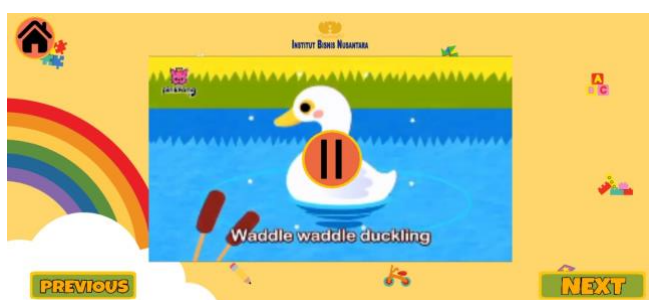 INSTITUT BISNIS NUSANTARA
pinkfong
Waddle waddle duckling
PREVIOUS
NEXT
A
B C